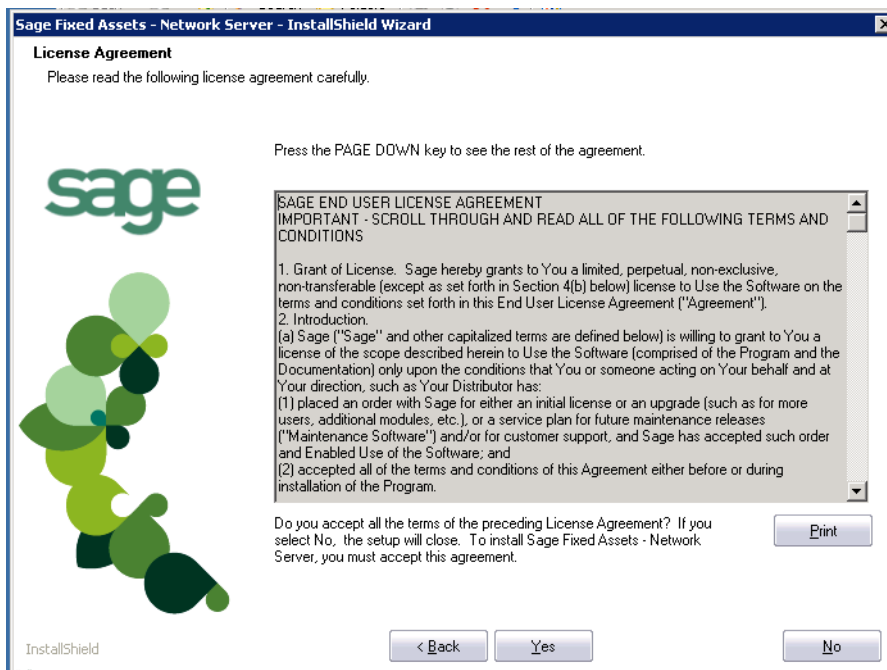 Sage Fixed Assets - Network Server - InstallShield Wizard
License Agreement
Please read the following license agreement carefully.
Press the PAGE DOWN key to see the rest of the agreement.
sage
SAGE END USER LICENSE AGREEMENT
IMPORTANT - SCROLL THROUGH AND READ ALL OF THE FOLLOWING TERMS AND
CONDITIONS
1. Grant of License.  Sage hereby grants to You a limited, perpetual, non-exclusive,
non-transferable (except as set forth in Section 4(b) below) license to Use the Software on the
terms and conditions set forth in this End User License Agreement ("Agreement").
2. Introduction.
(a) Sage ("Sage" and other capitalized terms are defined below) is willing to grant to You a
license of the scope described herein to Use the Software (comprised of the Program and the
Documentation) only upon the conditions that You or someone acting on Your behalf and at
Your direction, such as Your Distributor has:
(1) placed an order with Sage for either an initial license or an upgrade (such as for more
users, additional modules, etc.), or a service plan for future maintenance releases
("Maintenance Software") and/or for customer support, and Sage has accepted such order
and Enabled Use of the Software; and
(2) accepted all of the terms and conditions of this Agreement either before or during
installation of the Program.
Do you accept all the terms of the preceding License Agreement?  If you
select No,  the setup will close.  To install Sage Fixed Assets - Network
Server, you must accept this agreement.
Print
InstallShield
< Back
Yes
No